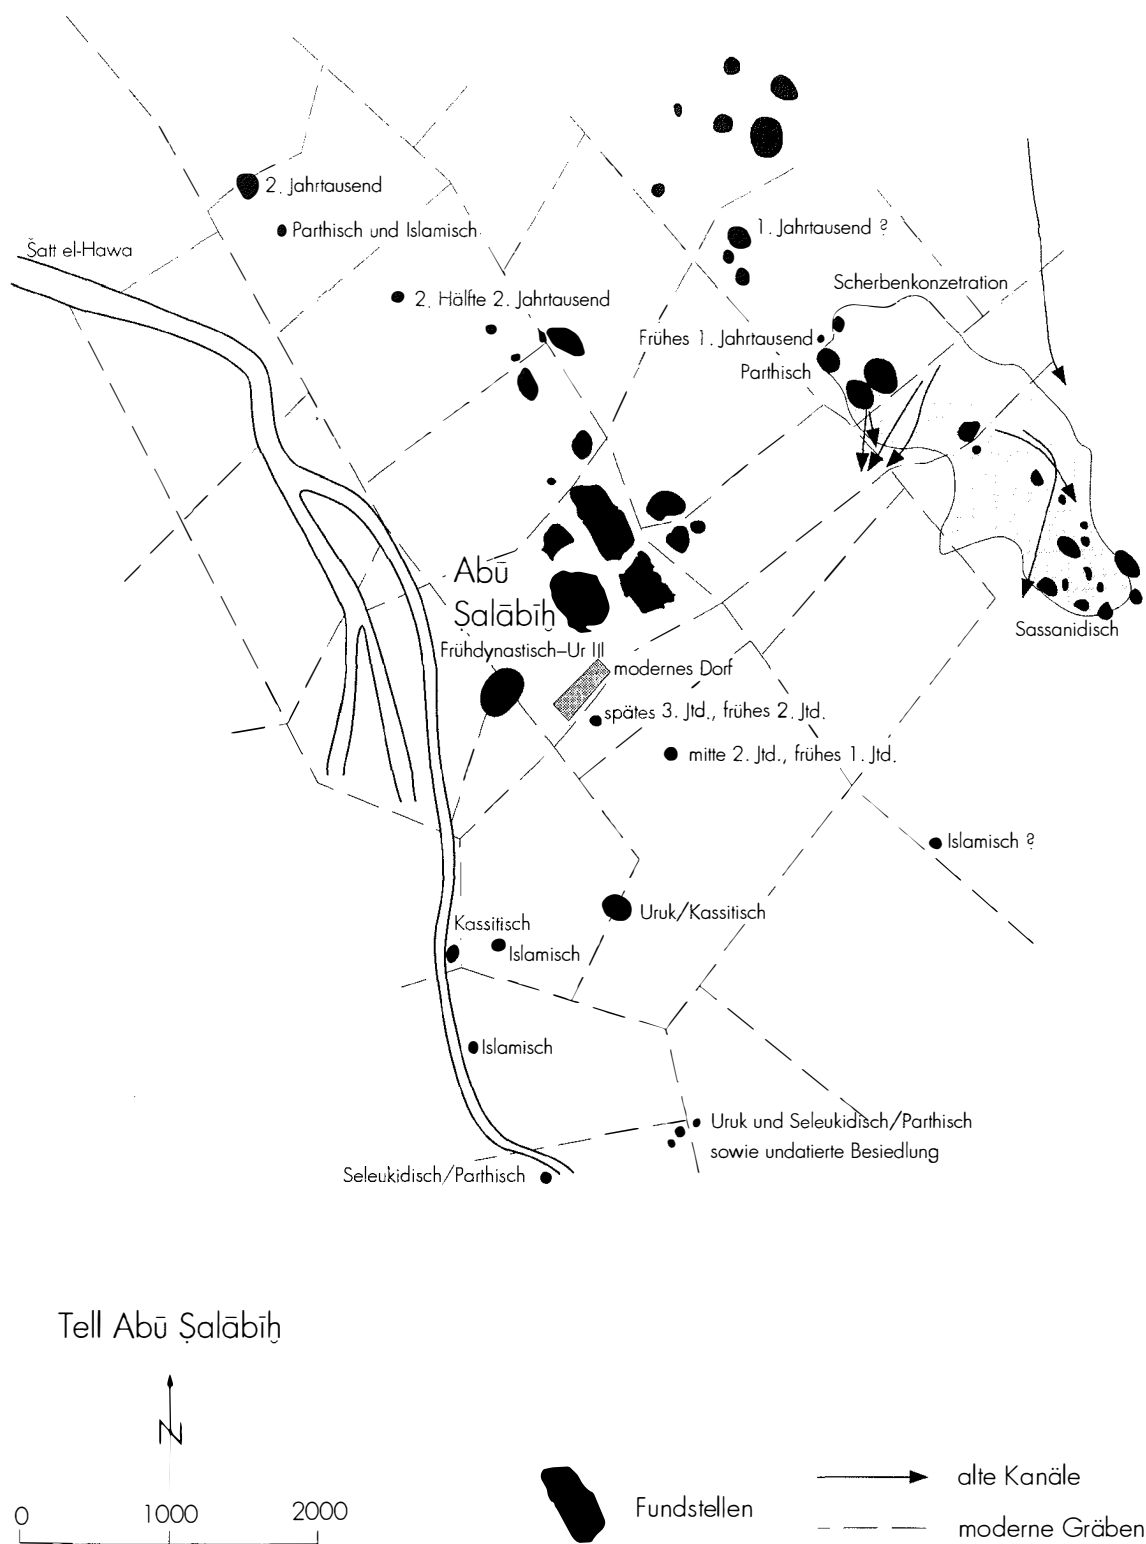 2. Jahrtausend
Parthisch und Islamisch
1. Jahrtausend ?
Šatt el-Hawa
Scherbenkonzetration
2. Hälfte 2. Jahrtausend
Frühes 1. Jahrtausend
Parthisch
Abū
Ṣalābīḫ
Sassanidisch
Frühdynastisch–Ur III
modernes Dorf
spätes 3. Jtd., frühes 2. Jtd.
mitte 2. Jtd., frühes 1. Jtd.
Islamisch ?
Uruk/Kassitisch
Kassitisch
Islamisch
Islamisch
Uruk und Seleukidisch/Parthisch
sowie undatierte Besiedlung
Seleukidisch/Parthisch
Tell Abū Ṣalābīḫ
N
0 1000 2000
Fundstellen
alte Kanäle
moderne Gräben